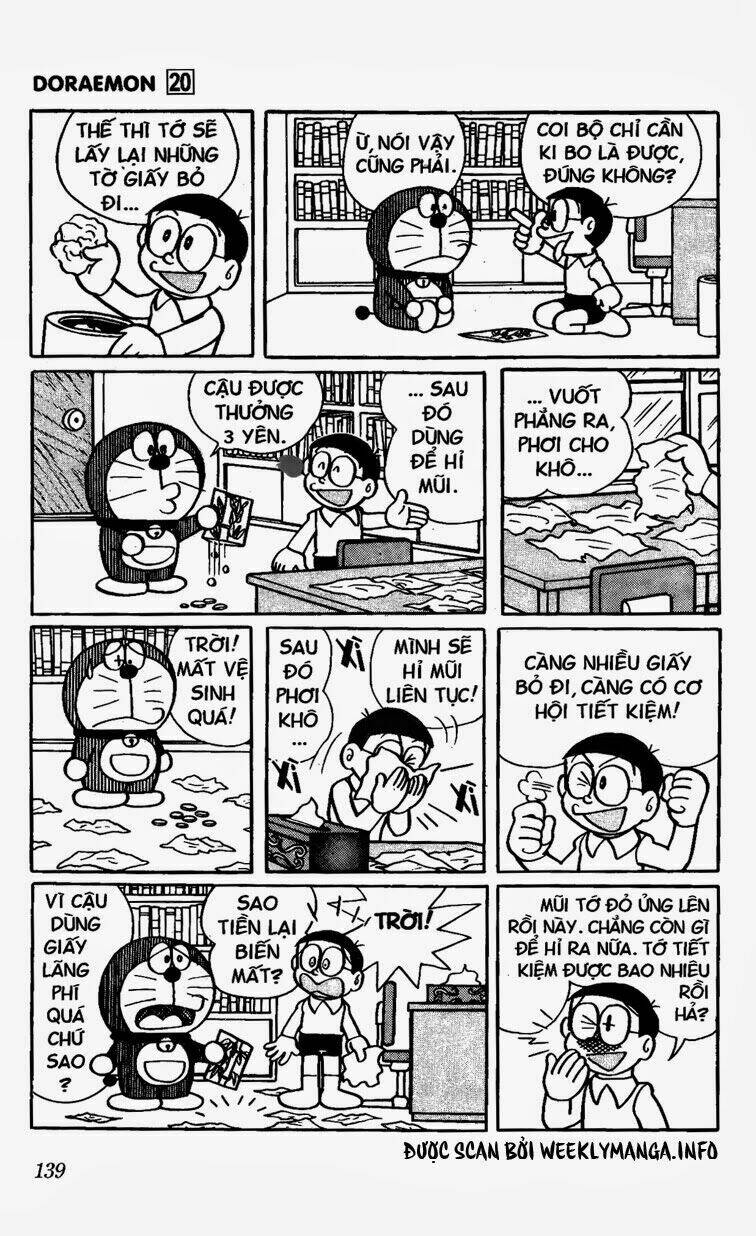 DORAEMON 20
THẾ THÌ TỚ SẼ
LẤY LẠI NHỮNG
TỜ GIẤY BỎ
ĐI...
Ừ, NÓI VẬY
CŨNG PHẢI.
COI BỘ CHỈ CẦN
KI BO LÀ ĐƯỢC,
ĐÚNG KHÔNG?
CẬU ĐƯỢC
THƯỞNG
3 YÊN.
... SAU
ĐÓ
DÙNG
ĐỂ HỈ
MŨI.
... VUỐT
PHẲNG RA,
PHƠI CHO
KHÔ...
TRỜI!
MẤT VỆ
SINH
QUÁ!
SAU
ĐÓ
PHƠI
KHÔ
...
XÌ
MÌNH SẼ
HỈ MŨI
LIÊN TỤC!
XÌ
XÌ
CÀNG NHIỀU GIẤY
BỎ ĐI, CÀNG CÓ CƠ
HỘI TIẾT KIỆM!
VÌ CẬU
DÙNG
GIẤY
LÃNG
PHÍ
QUÁ
CHỨ
SAO
?
SAO
TIỀN LẠI
BIẾN
MẤT?
TRỜI!
MŨI TỚ ĐỎ ỬNG LÊN
RỒI NÀY. CHẲNG CÒN GÌ
ĐỂ HỈ RA NỮA. TỚ TIẾT
KIỆM ĐƯỢC BAO NHIÊU
RỒI
HẢ?
ĐƯỢC SCAN BỞI WEEKLYMANGA.INFO
139